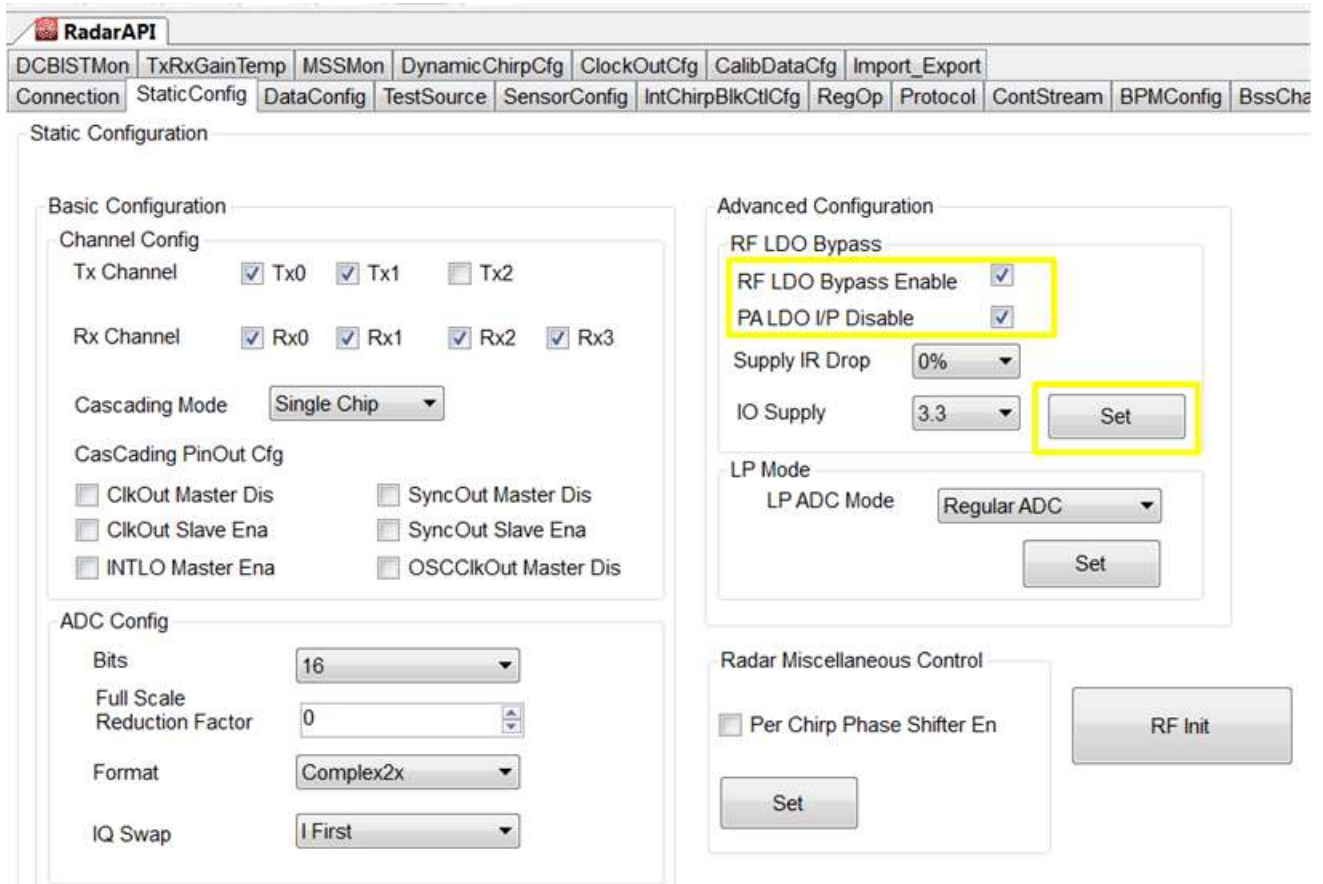 RadarAPI
DCBISTMon TxRxGainTemp MSSMon DynamicChirpCfg ClockOutCfg CalibDataCfg Import_Export
Connection StaticConfig DataConfig TestSource SensorConfig IntChirpBlkCtlCfg RegOp Protocol ContStream BPMConfig BssCha
Static Configuration
Basic Configuration
Channel Config
Tx Channel Tx0 Tx1 Tx2
Rx Channel Rx0 Rx1 Rx2 Rx3
Cascading Mode Single Chip
CasCading PinOut Cfg
ClkOut Master Dis SyncOut Master Dis
ClkOut Slave Ena SyncOut Slave Ena
INTLO Master Ena OSCClkOut Master Dis
ADC Config
Bits 16
Full Scale
Reduction Factor 0
Format Complex2x
IQ Swap I First
Advanced Configuration
RF LDO Bypass
RF LDO Bypass Enable
PA LDO I/P Disable
Supply IR Drop 0%
IO Supply 3.3 Set
LP Mode
LP ADC Mode Regular ADC
Set
Radar Miscellaneous Control
Per Chirp Phase Shifter En
Set
RF Init